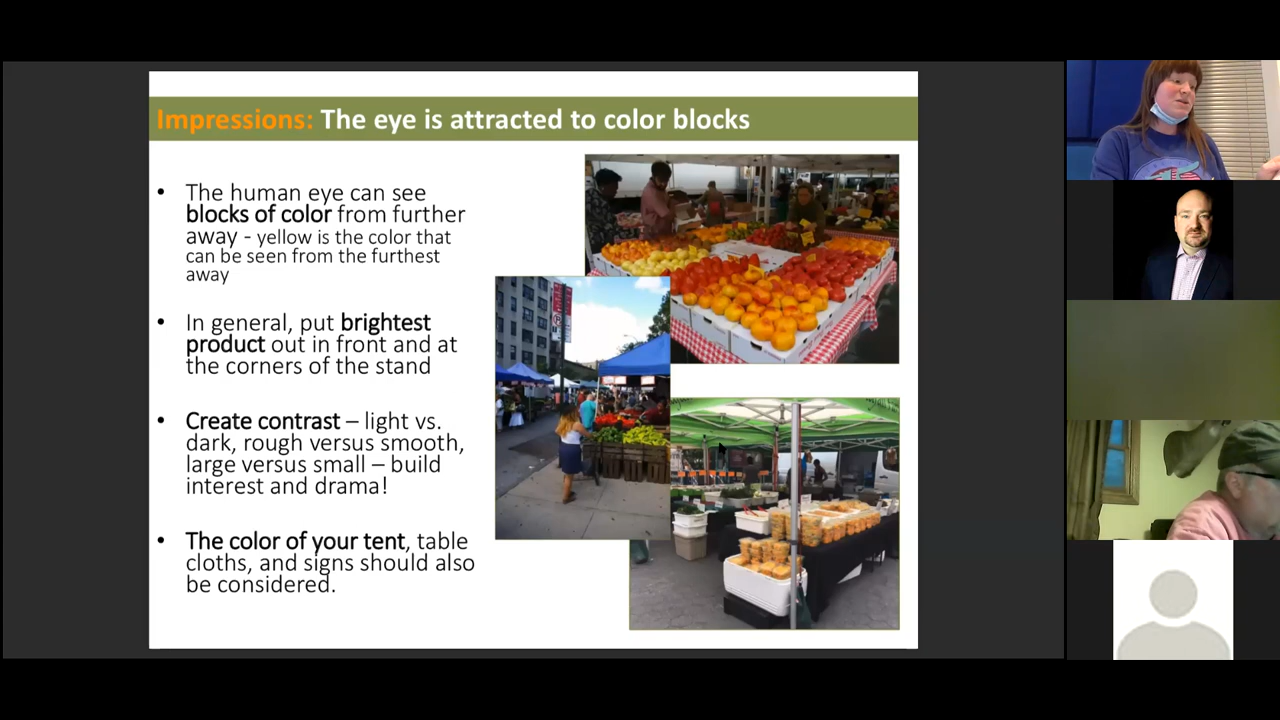 Impressions: The eye is attracted to color blocks
• The human eye can see
blocks of color from further
away - yellow is the color that
can be seen from the furthest
away
• In general, put brightest
product out in front and at
the corners of the stand
• Create contrast – light vs.
dark, rough versus smooth,
large versus small – build
interest and drama!
• The color of your tent, table
cloths, and signs should also
be considered.